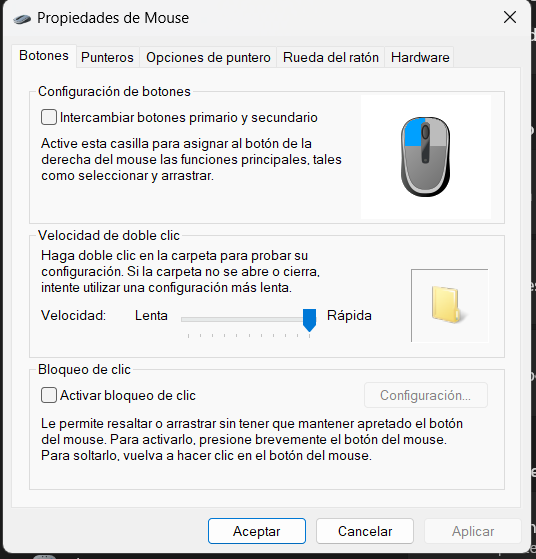 Propiedades de Mouse
Botones Punteros Opciones de puntero Rueda del ratón Hardware
Configuración de botones
Intercambiar botones primario y secundario
Active esta casilla para asignar al botón de la
derecha del mouse las funciones principales, tales
como seleccionar y arrastrar.
Velocidad de doble clic
Haga doble clic en la carpeta para probar su
configuración. Si la carpeta no se abre o cierra,
intente utilizar una configuración más lenta.
Velocidad: Lenta Rápida
Bloqueo de clic
Activar bloqueo de clic Configuración...
Le permite resaltar o arrastrar sin tener que mantener apretado el botón
del mouse. Para activarlo, presione brevemente el botón del mouse.
Para soltarlo, vuelva a hacer clic en el botón del mouse.
Aceptar Cancelar Aplicar